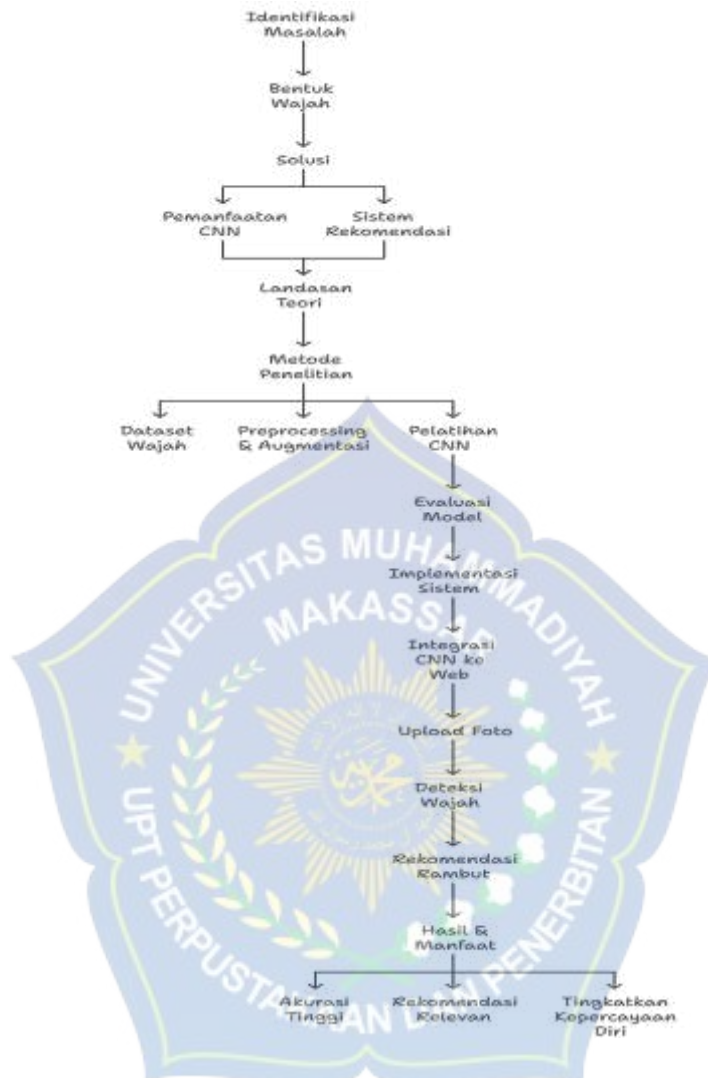 Identifikasi
Masalah
Bentuk
Wajah
Solusi
Pemanfaatan
CNN
Sistem
Rekomendasi
Landasan
Teori
Metode
Penelitian
Dataset
Wajah
Preprocessing
& Augmentasi
Pelatihan
CNN
Evaluasi
Model
Implementasi
Sistem
Integrasi
CNN ke
Web
Upload Foto
Deteksi
Wajah
Rekomendasi
Rambut
Hasil &
Manfaat
Akurasi
Tinggi
Rekomendasi
Relevan
Tingkatkan
Kepercayaan
Diri
UNIVERSITAS MUHAMMADIYAH
MAKASSAR
UPT PERPUSTAKAAN DAN PENERBITAN